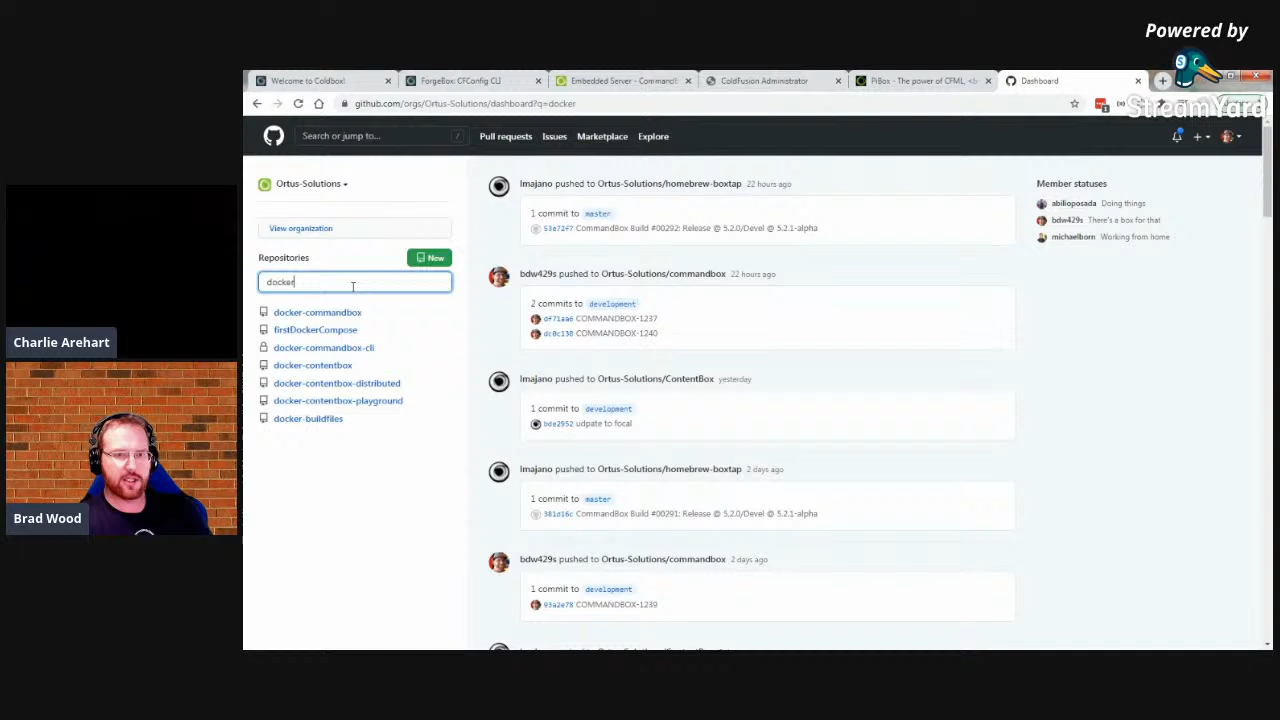 Powered by
StreamYard
Welcome to Coldbox!
ForgeBox: CFConfig CLI
Embedded Server - Command
ColdFusion Administrator
PiBox - The power of CFML, <b
Dashboard
github.com/orgs/Ortus-Solutions/dashboard?q=docker
Search or jump to...
/
Pull requests
Issues
Marketplace
Explore
Ortus-Solutions
View organization
Repositories
New
docker
docker-commandbox
firstDockerCompose
docker-commandbox-cli
docker-contentbox
docker-contentbox-distributed
docker-contentbox-playground
docker-buildfiles
lmajano pushed to Ortus-Solutions/homebrew-boxtap 22 hours ago
1 commit to master
53e72f7 CommandBox Build #00292: Release @ 5.2.0/Devel @ 5.2.1-alpha
bdw429s pushed to Ortus-Solutions/commandbox 22 hours ago
2 commits to development
df71aa6 COMMANDBOX-1237
dc0c130 COMMANDBOX-1240
lmajano pushed to Ortus-Solutions/ContentBox yesterday
1 commit to development
bde2952 udpate to focal
lmajano pushed to Ortus-Solutions/homebrew-boxtap 2 days ago
1 commit to master
381d16c CommandBox Build #00291: Release @ 5.2.0/Devel @ 5.2.1-alpha
bdw429s pushed to Ortus-Solutions/commandbox 2 days ago
1 commit to development
93a2e78 COMMANDBOX-1239
Member statuses
abilioposada Doing things
bdw429s There's a box for that
michaelborn Working from home
Charlie Arehart
Brad Wood